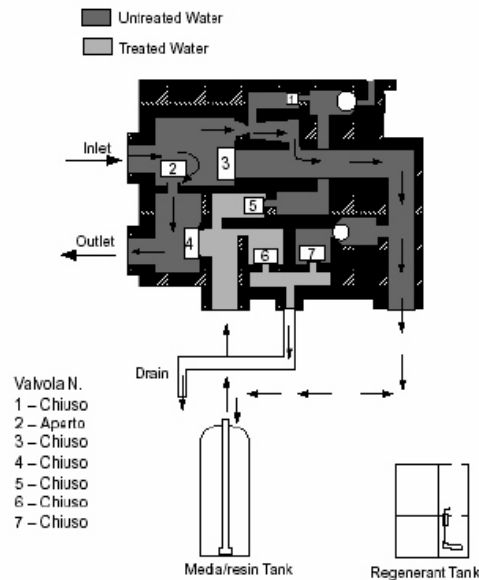 Untreated Water
Treated Water
1
Inlet
2
3
5
Outlet
4
6
7
Drain
Valvola N.
1 – Chiuso
2 – Aperto
3 – Chiuso
4 – Chiuso
5 – Chiuso
6 – Chiuso
7 – Chiuso
Media/resin Tank
Regenerant Tank